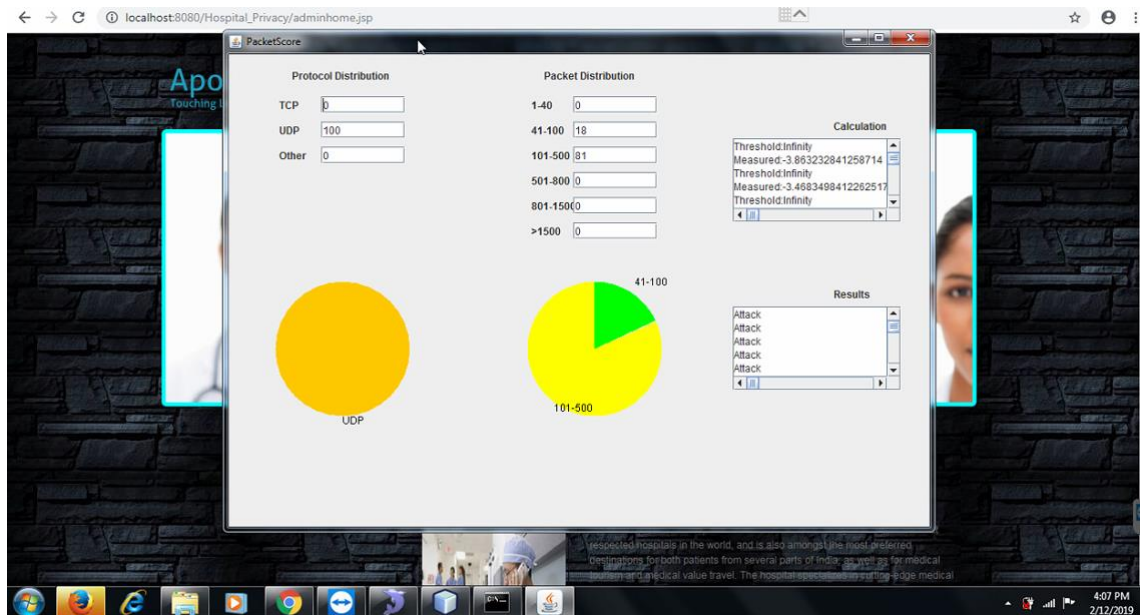 localhost:8080/Hospital_Privacy/adminhome.jsp
PacketScore
Apo
Touching
Protocol Distribution
TCP 0
UDP 100
Other 0
Packet Distribution
1-40 0
41-100 18
101-500 81
501-800 0
801-1500 0
>1500 0
Calculation
Threshold:Infinity
Measured:-3.863232841258714
Threshold:Infinity
Measured:-3.4683498412262517
Threshold:Infinity
UDP
41-100
101-500
Results
Attack
Attack
Attack
Attack
Attack
respected hospitals in the world, and is also amongst the most preferred
destinations for both patients from several parts of India, as well as for medical
tourism and medical value travel. The hospital specializes in cutting-edge medical
4:07 PM
2/12/2019